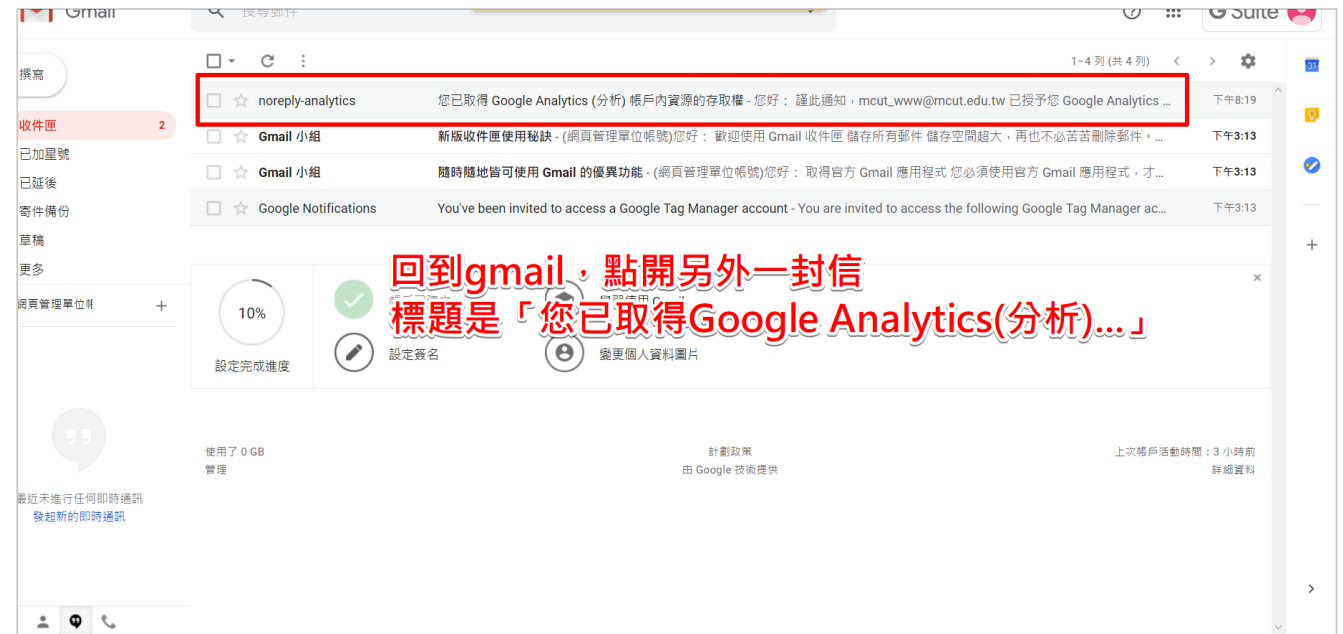 Gmail
搜尋郵件
G Suite
1-4 列 (共 4 列)
31
撰寫
noreply-analytics 您已取得 Google Analytics (分析) 帳戶內資源的存取權 - 您好： 謹此通知，mcut_www@mcut.edu.tw 已授予您 Google Analytics ... 下午8:19
收件匣 2
Gmail 小組 新版收件匣使用秘訣 - (網頁管理單位帳號)您好： 歡迎使用 Gmail 收件匣 儲存所有郵件 儲存空間超大，再也不必苦苦刪除郵件。... 下午3:13
已加星號
Gmail 小組 隨時隨地皆可使用 Gmail 的優異功能 - (網頁管理單位帳號)您好： 取得官方 Gmail 應用程式 您必須使用官方 Gmail 應用程式，才... 下午3:13
已延後
寄件備份
Google Notifications You've been invited to access a Google Tag Manager account - You are invited to access the following Google Tag Manager ac... 下午3:13
草稿
更多
網頁管理單位
回到gmail，點開另外一封信
標題是「您已取得Google Analytics(分析)...」
10%
設定完成進度
設定簽名
變更個人資料圖片
使用了 0 GB
管理
計劃政策
由 Google 技術提供
上次帳戶活動時間：3 小時前
詳細資料
最近未進行任何即時通訊
發起新的即時通訊